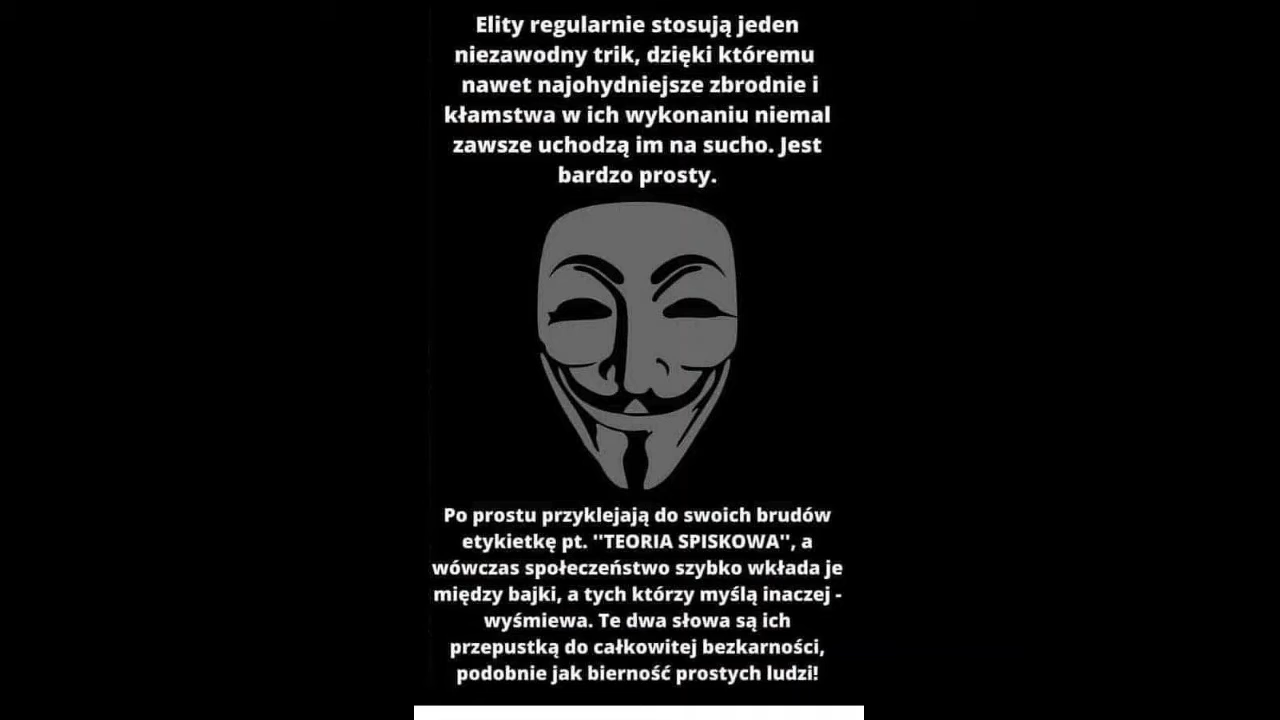 Elity regularnie stosują jeden
niezawodny trik, dzięki któremu
nawet najohydniejsze zbrodnie i
kłamstwa w ich wykonaniu niemal
zawsze uchodzą im na sucho. Jest
bardzo prosty.
Po prostu przyklejają do swoich brudów
etykietkę pt. ''TEORIA SPISKOWA'', a
wówczas społeczeństwo szybko wkłada je
między bajki, a tych którzy myślą inaczej -
wyśmiewa. Te dwa słowa są ich
przepustką do całkowitej bezkarności,
podobnie jak bierność prostych ludzi!